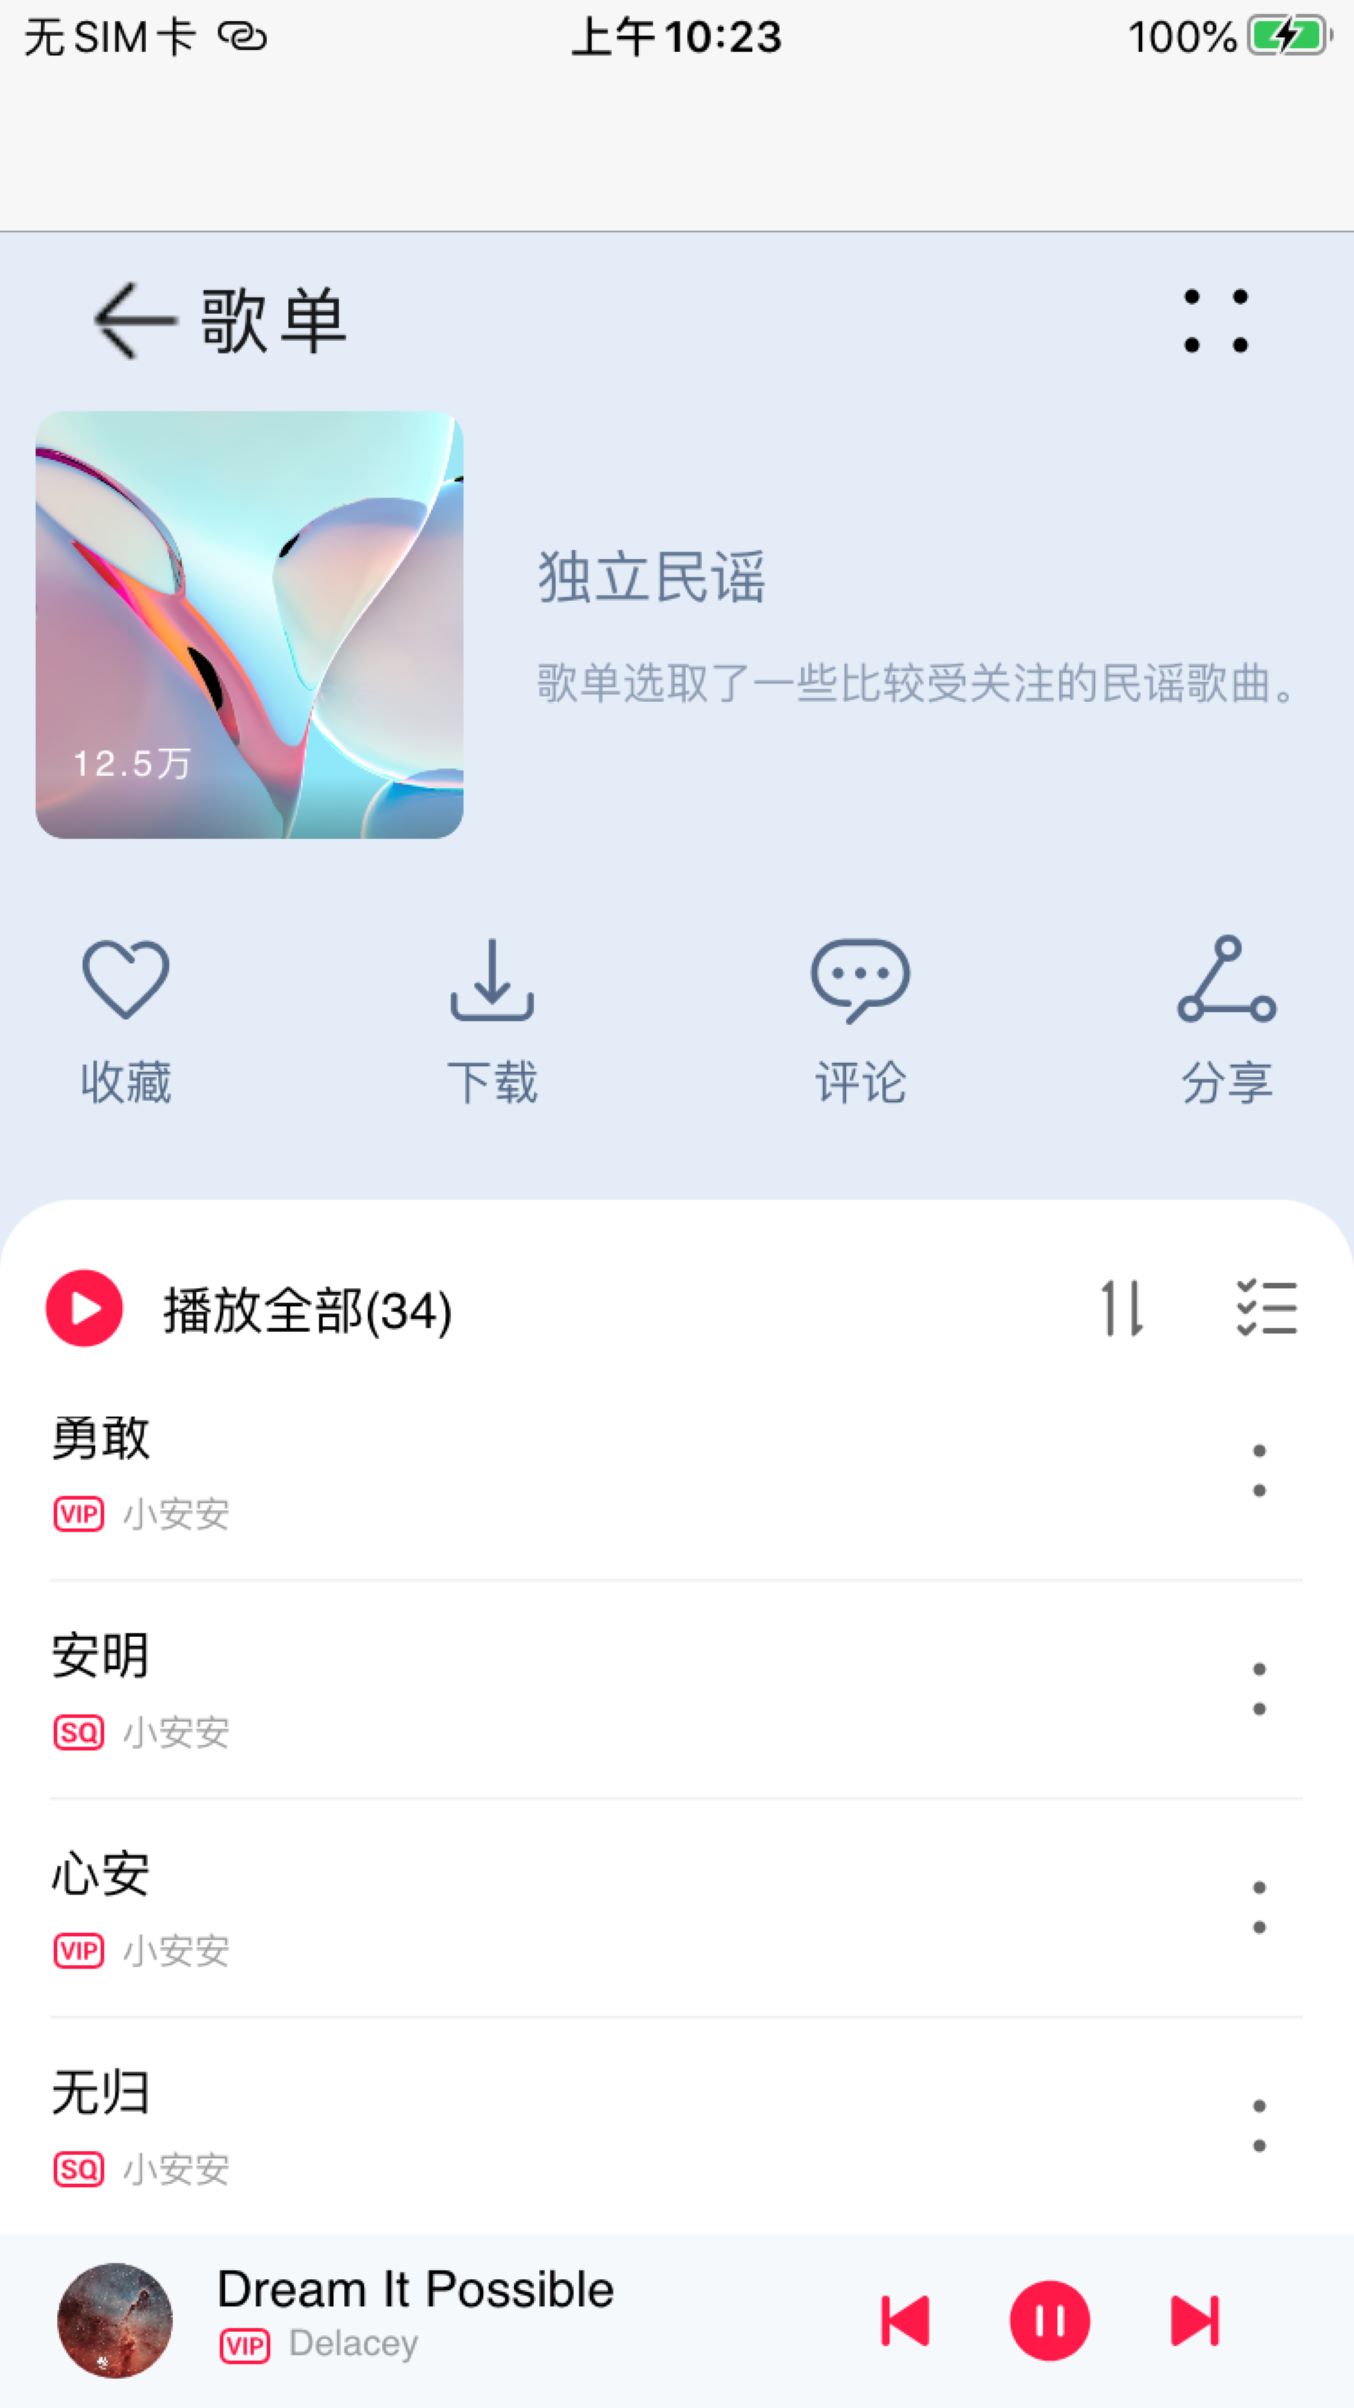 无SIM卡 上午10:23 100%
歌单
12.5万
独立民谣
歌单选取了一些比较受关注的民谣歌曲。
收藏 下载 评论 分享
播放全部(34)
勇敢
VIP 小安安
安明
SQ 小安安
心安
VIP 小安安
无归
SQ 小安安
Dream It Possible
VIP Delacey